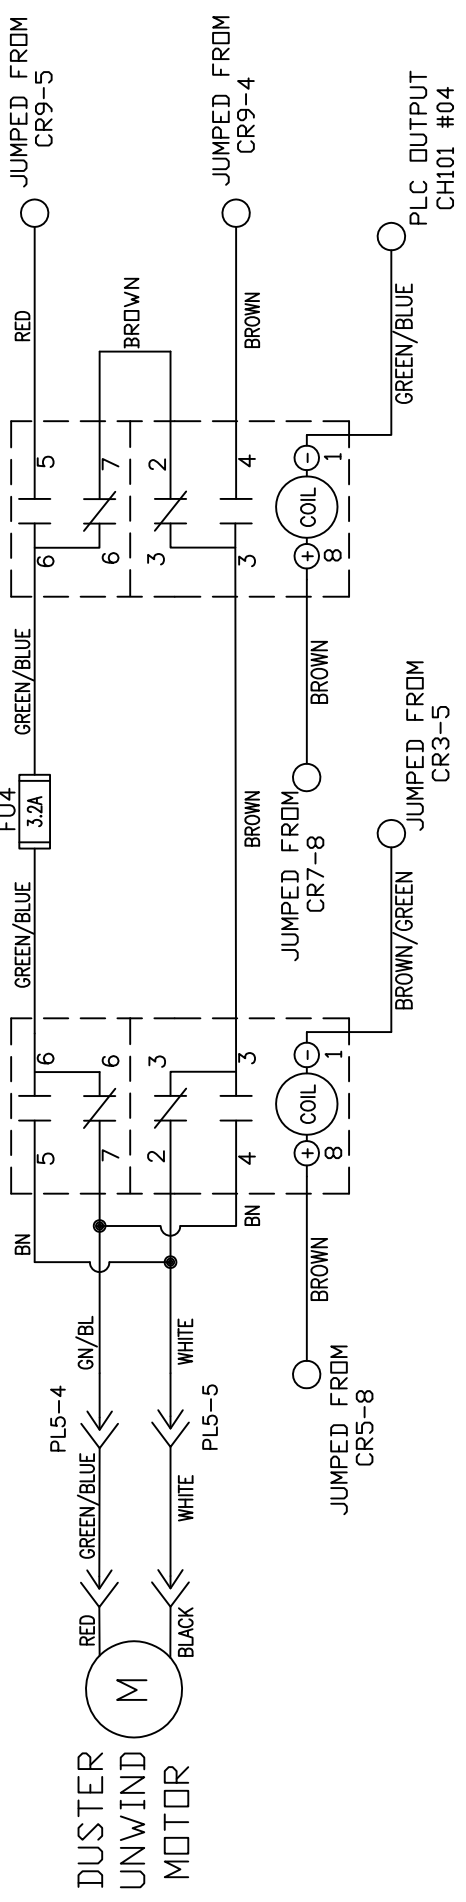 DUSTER
UNWIND
MOTOR
M
RED
BLACK
GREEN/BLUE
WHITE
PL5-4
PL5-5
GN/BL
WHITE
BN
BN
5
6
7
6
2
3
4
3
COIL
+
-
8
1
BROWN
JUMPED FROM
CR5-8
BROWN/GREEN
JUMPED FROM
CR3-5
GREEN/BLUE
FU4
3.2A
GREEN/BLUE
BROWN
6
5
6
7
3
2
3
4
COIL
+
-
8
1
BROWN
JUMPED FROM
CR7-8
BROWN
RED
JUMPED FROM
CR9-5
BROWN
JUMPED FROM
CR9-4
GREEN/BLUE
PLC OUTPUT
CH101 #04